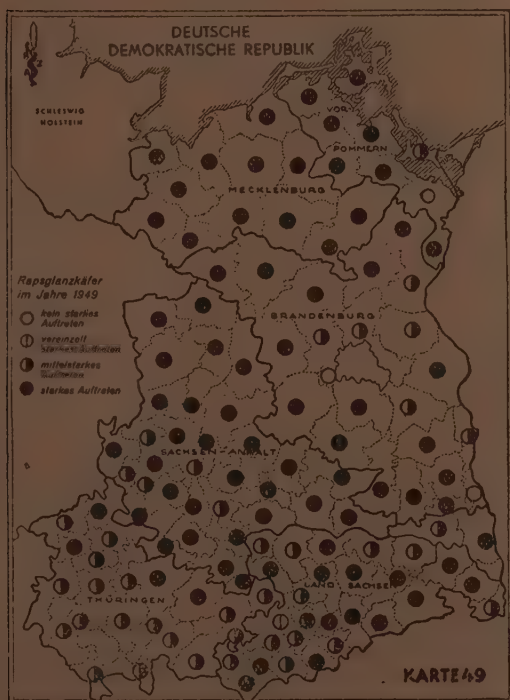 DEUTSCHE
DEMOKRATISCHE REPUBLIK
SCHLESWIG
HOLSTEIN
VOR-
POMMERN
MECKLENBURG
Rapsglanzkäfer
im Jahre 1949
kein starkes
Auftreten
vereinzelt
starkes Auftreten
mittelstarkes
Auftreten
starkes Auftreten
BRANDENBURG
SACHSEN-ANHALT
LAND SACHSEN
THÜRINGEN
KARTE 49